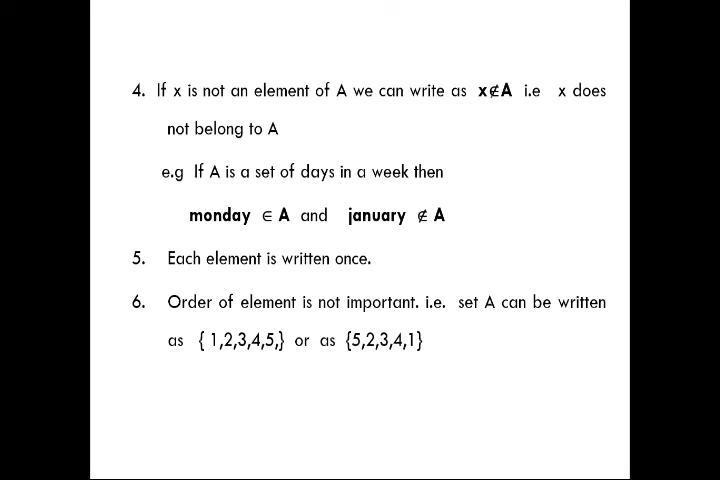 4. If x is not an element of A we can write as x∉A i.e x does
not belong to A
e.g If A is a set of days in a week then
monday ∈ A and january ∉ A
5. Each element is written once.
6. Order of element is not important. i.e. set A can be written
as { 1,2,3,4,5,} or as {5,2,3,4,1}